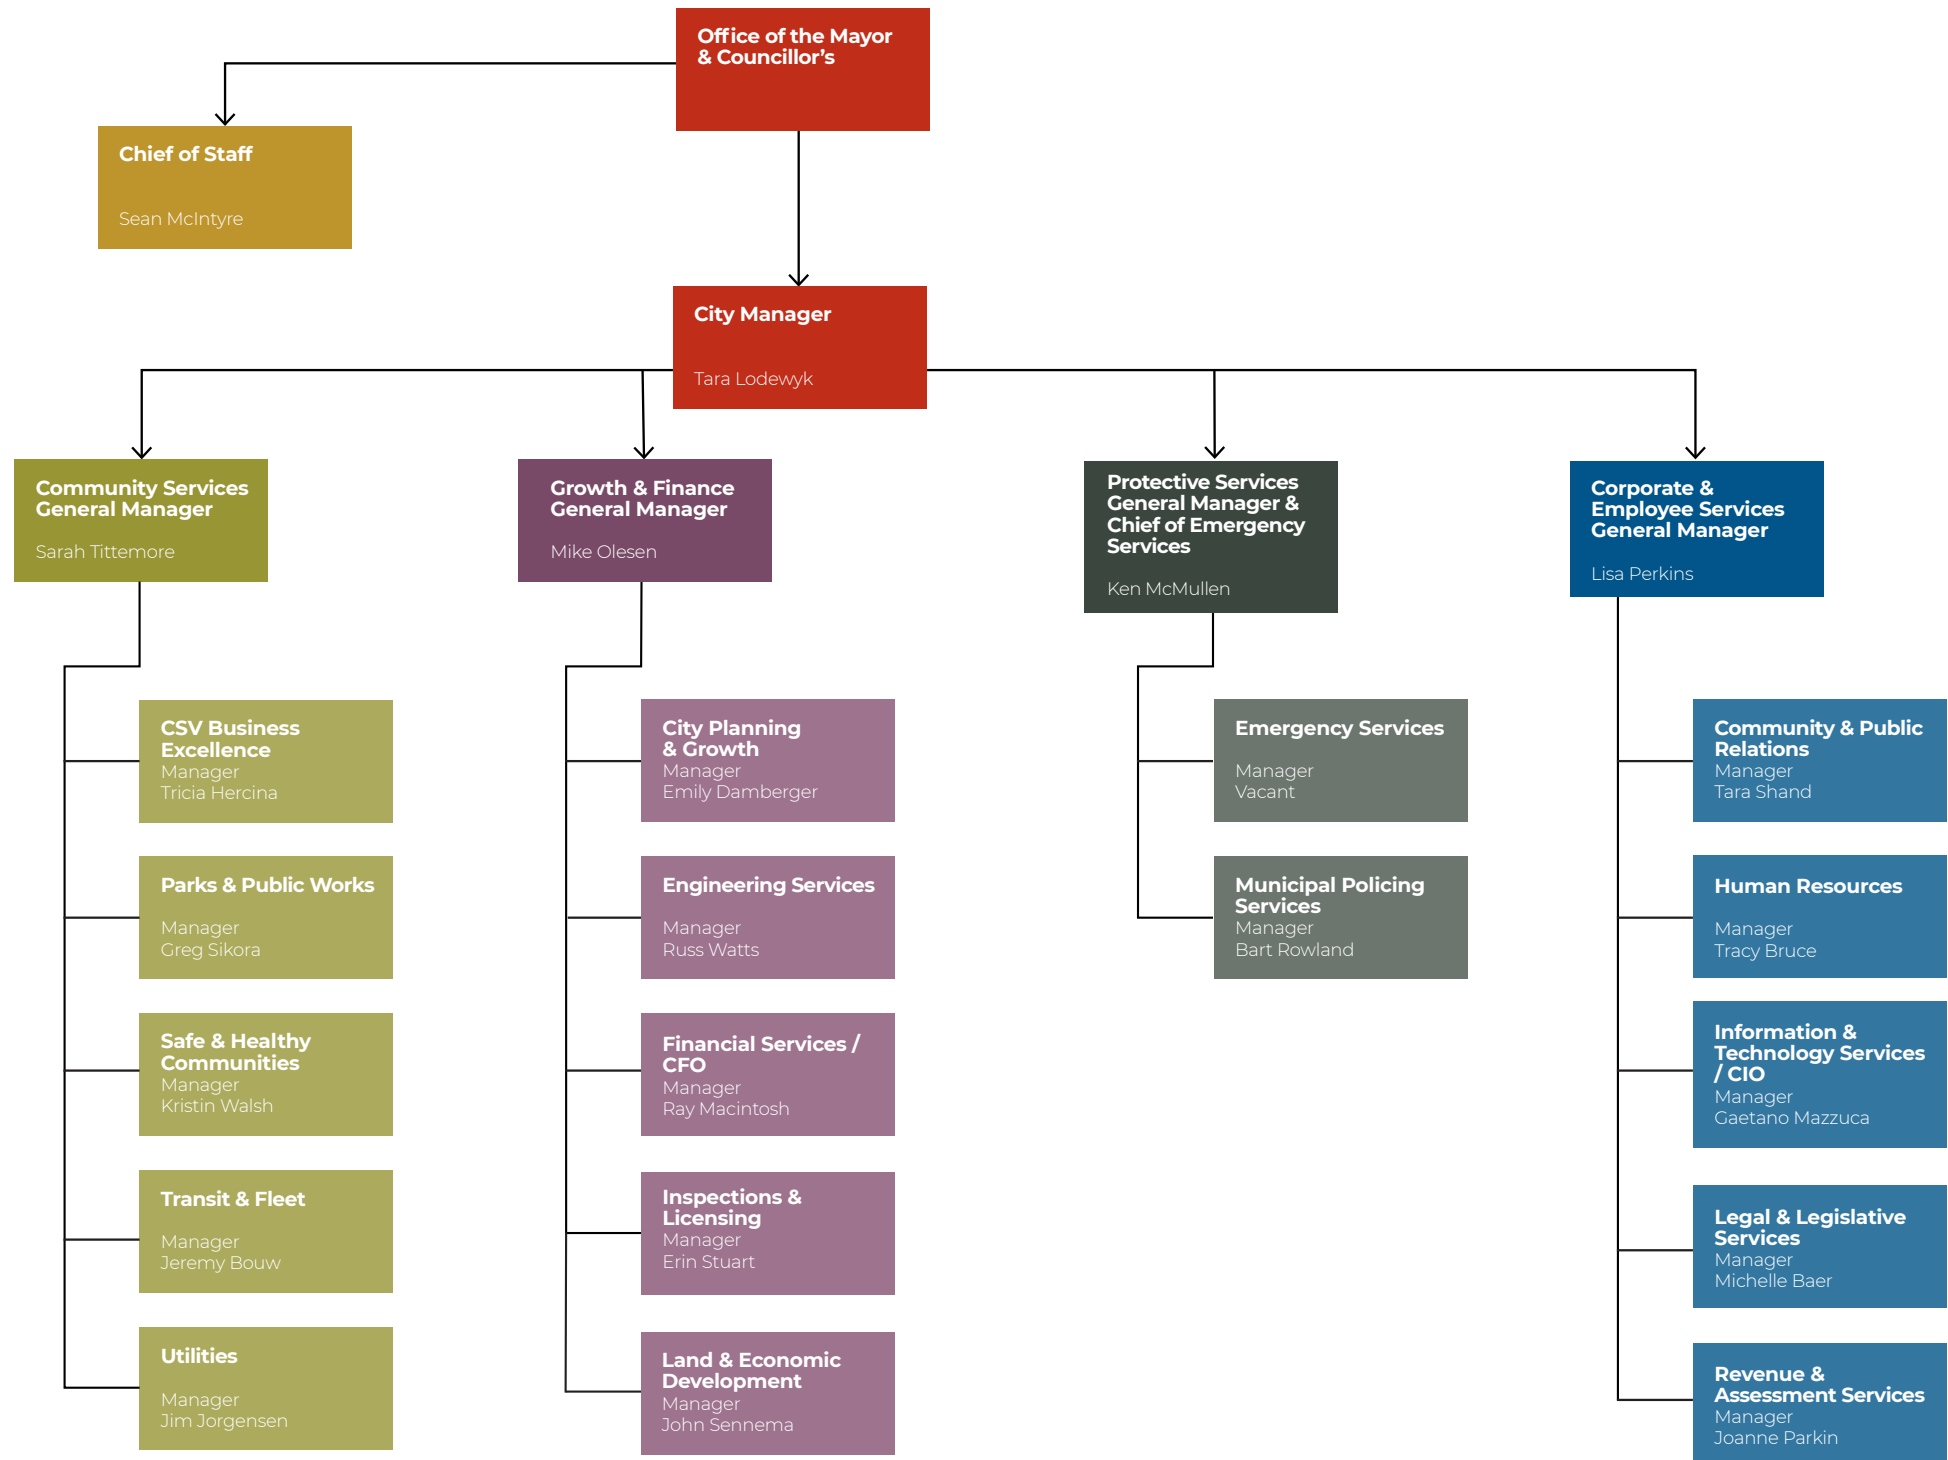 Office of the Mayor
& Councillor's
Chief of Staff
Sean McIntyre
City Manager
Tara Lodewyk
Community Services
General Manager
Sarah Tittemore
Growth & Finance
General Manager
Mike Olesen
Protective Services
General Manager &
Chief of Emergency
Services
Ken McMullen
Corporate &
Employee Services
General Manager
Lisa Perkins
CSV Business
Excellence
Manager
Tricia Hercina
Parks & Public Works
Manager
Greg Sikora
Safe & Healthy
Communities
Manager
Kristin Walsh
Transit & Fleet
Manager
Jeremy Bouw
Utilities
Manager
Jim Jorgensen
City Planning
& Growth
Manager
Emily Damberger
Engineering Services
Manager
Russ Watts
Financial Services /
CFO
Manager
Ray Macintosh
Inspections &
Licensing
Manager
Erin Stuart
Land & Economic
Development
Manager
John Sennema
Emergency Services
Manager
Vacant
Municipal Policing
Services
Manager
Bart Rowland
Community & Public
Relations
Manager
Tara Shand
Human Resources
Manager
Tracy Bruce
Information &
Technology Services
/ CIO
Manager
Gaetano Mazzuca
Legal & Legislative
Services
Manager
Michelle Baer
Revenue &
Assessment Services
Manager
Joanne Parkin